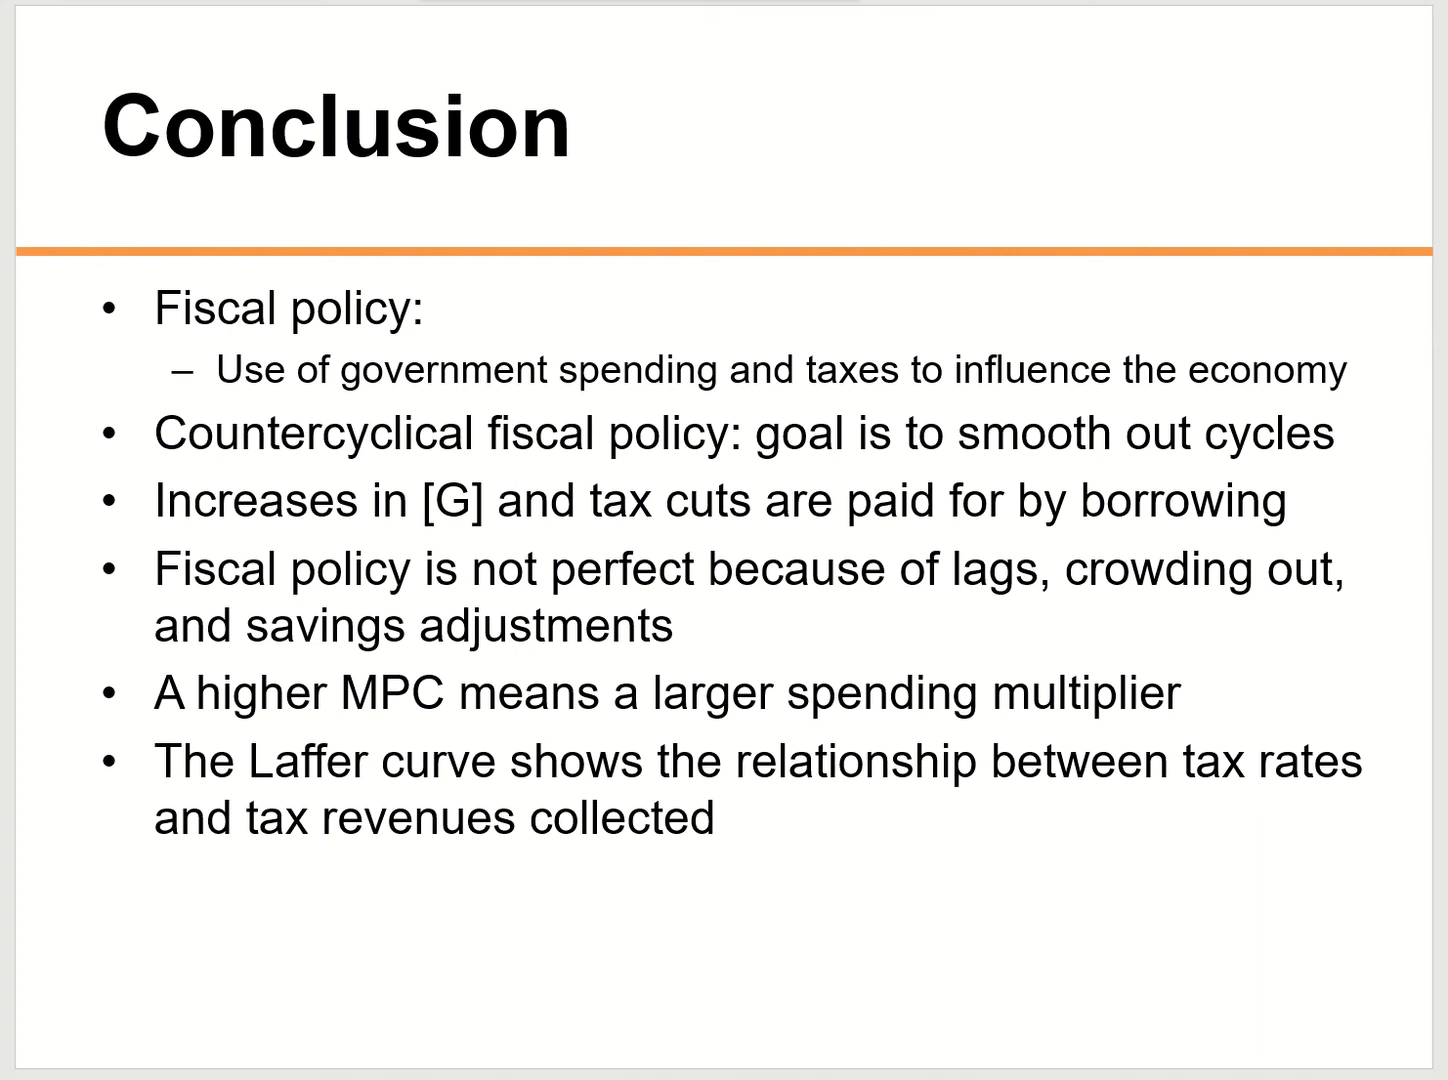 Conclusion
• Fiscal policy:
– Use of government spending and taxes to influence the economy
• Countercyclical fiscal policy: goal is to smooth out cycles
• Increases in [G] and tax cuts are paid for by borrowing
• Fiscal policy is not perfect because of lags, crowding out,
and savings adjustments
• A higher MPC means a larger spending multiplier
• The Laffer curve shows the relationship between tax rates
and tax revenues collected